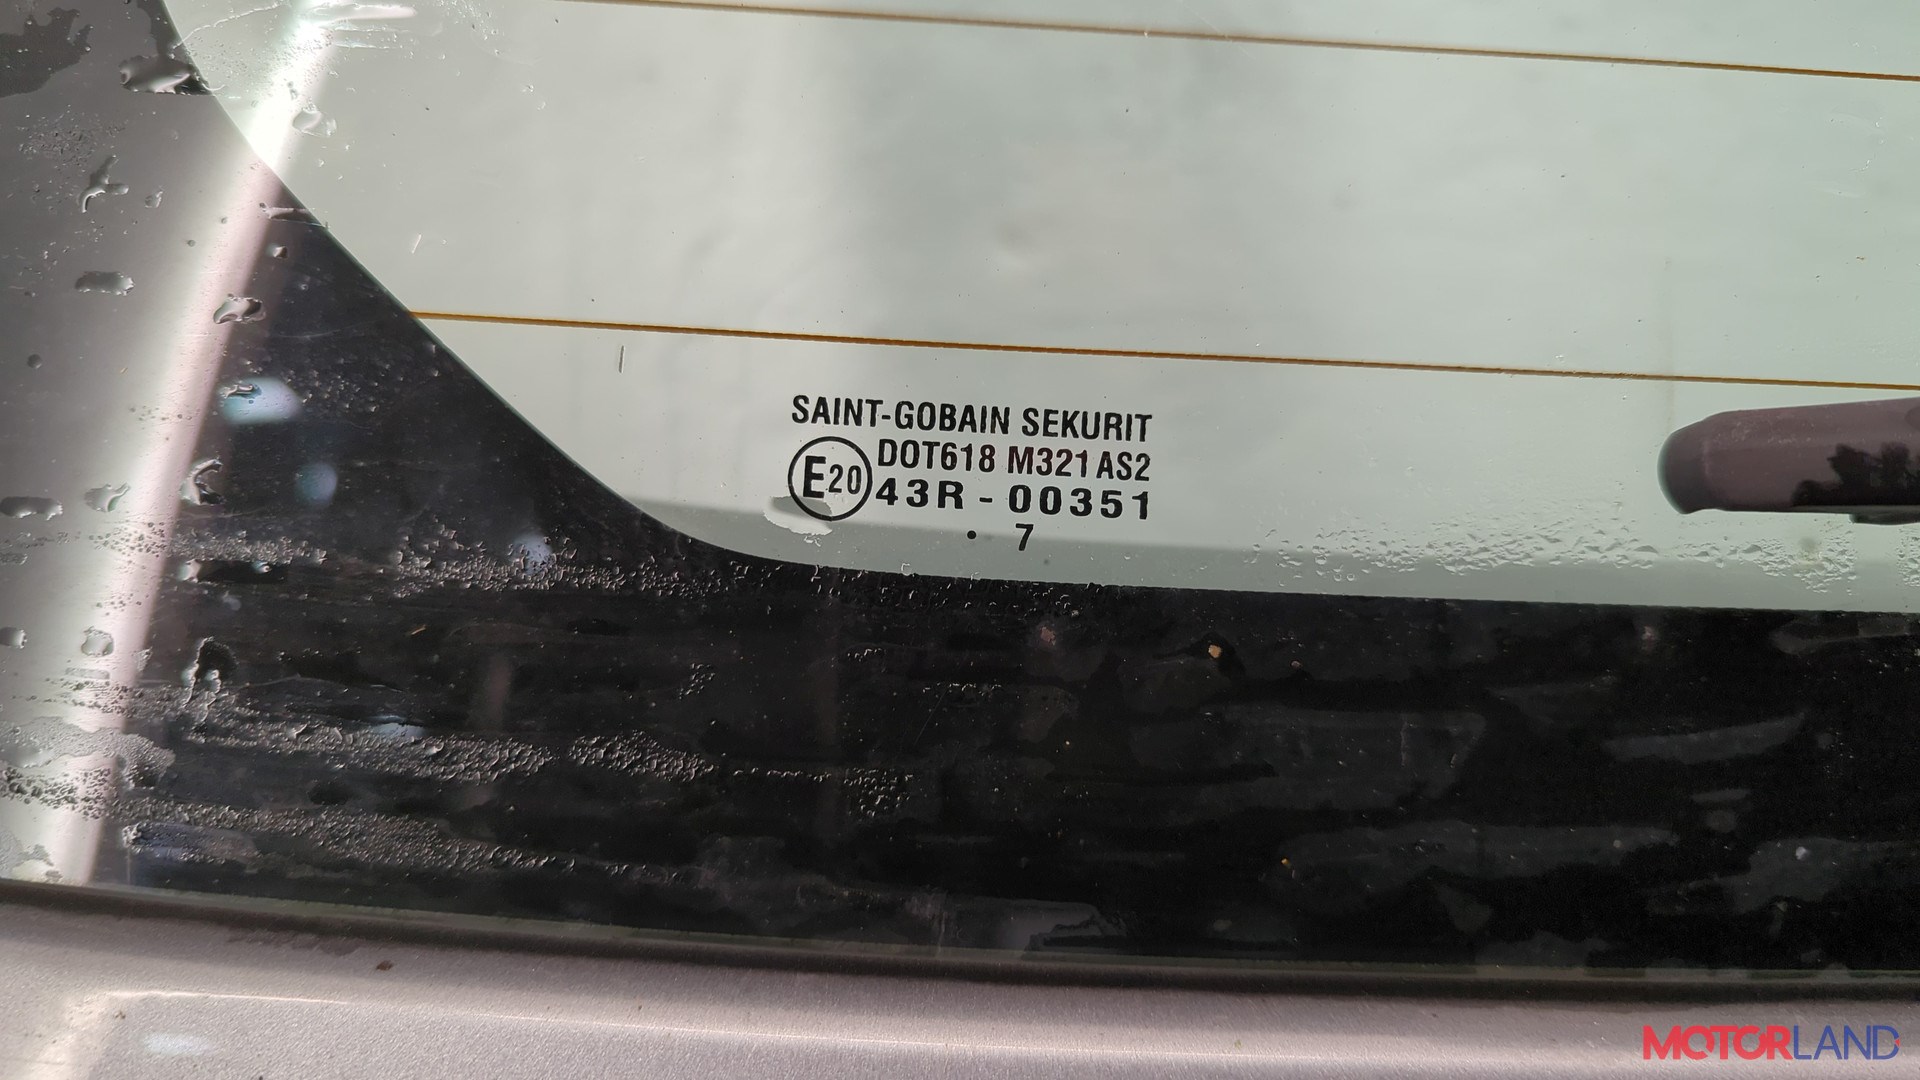 SAINT-GOBAIN SEKURIT
E20 DOT618 M321 AS2
43R - 00351
. 7
MOTORLAND